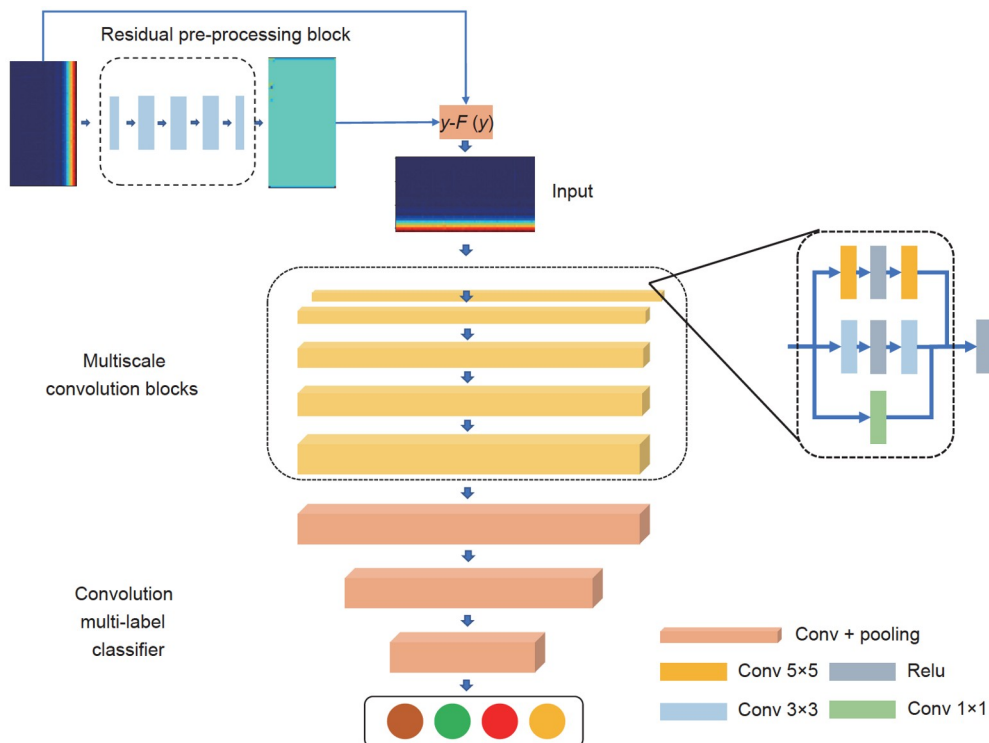 Residual pre-processing block
y-F (y)
Input
Multiscale
convolution blocks
Convolution
multi-label
classifier
Conv + pooling
Conv 5×5
Relu
Conv 3×3
Conv 1×1